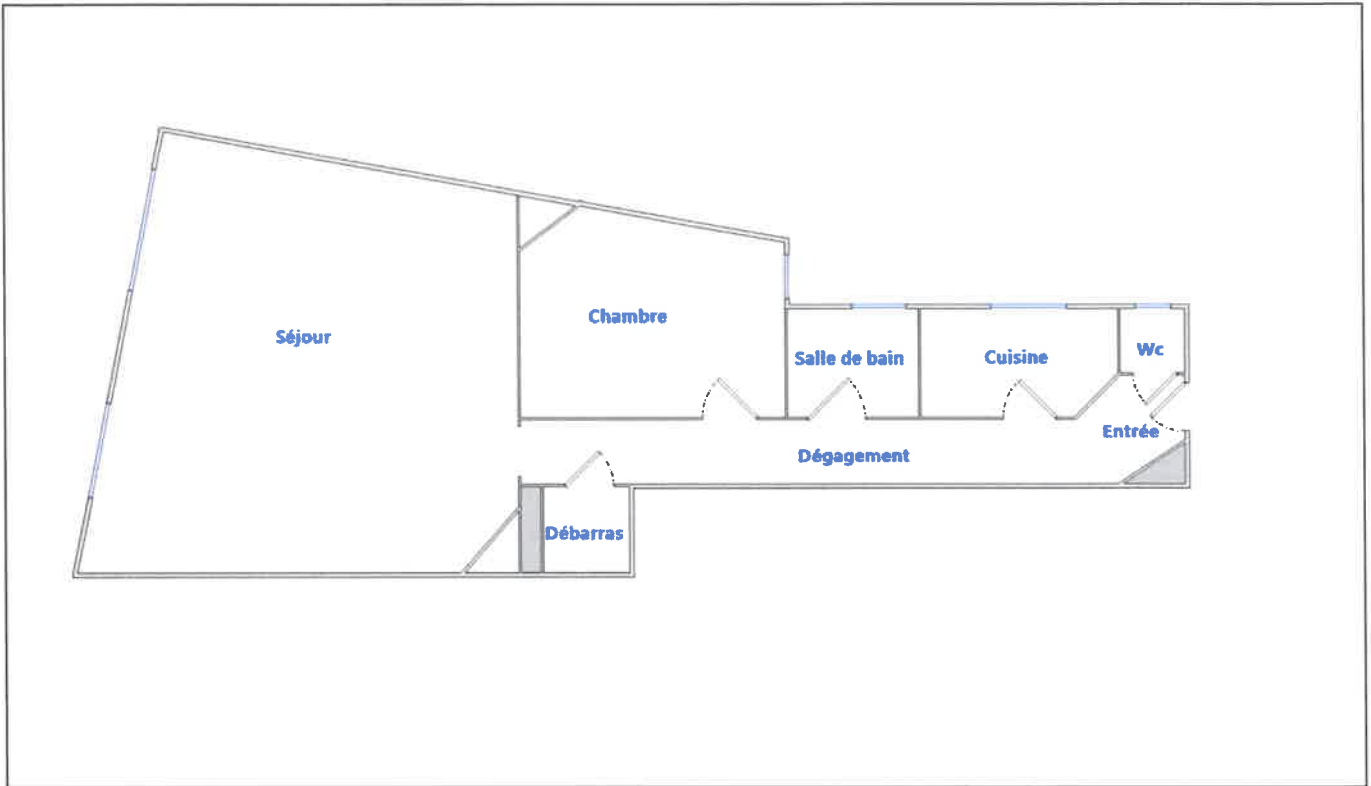 Séjour
Chambre
Salle de bain
Cuisine
Wc
Entrée
Dégagement
Débarras